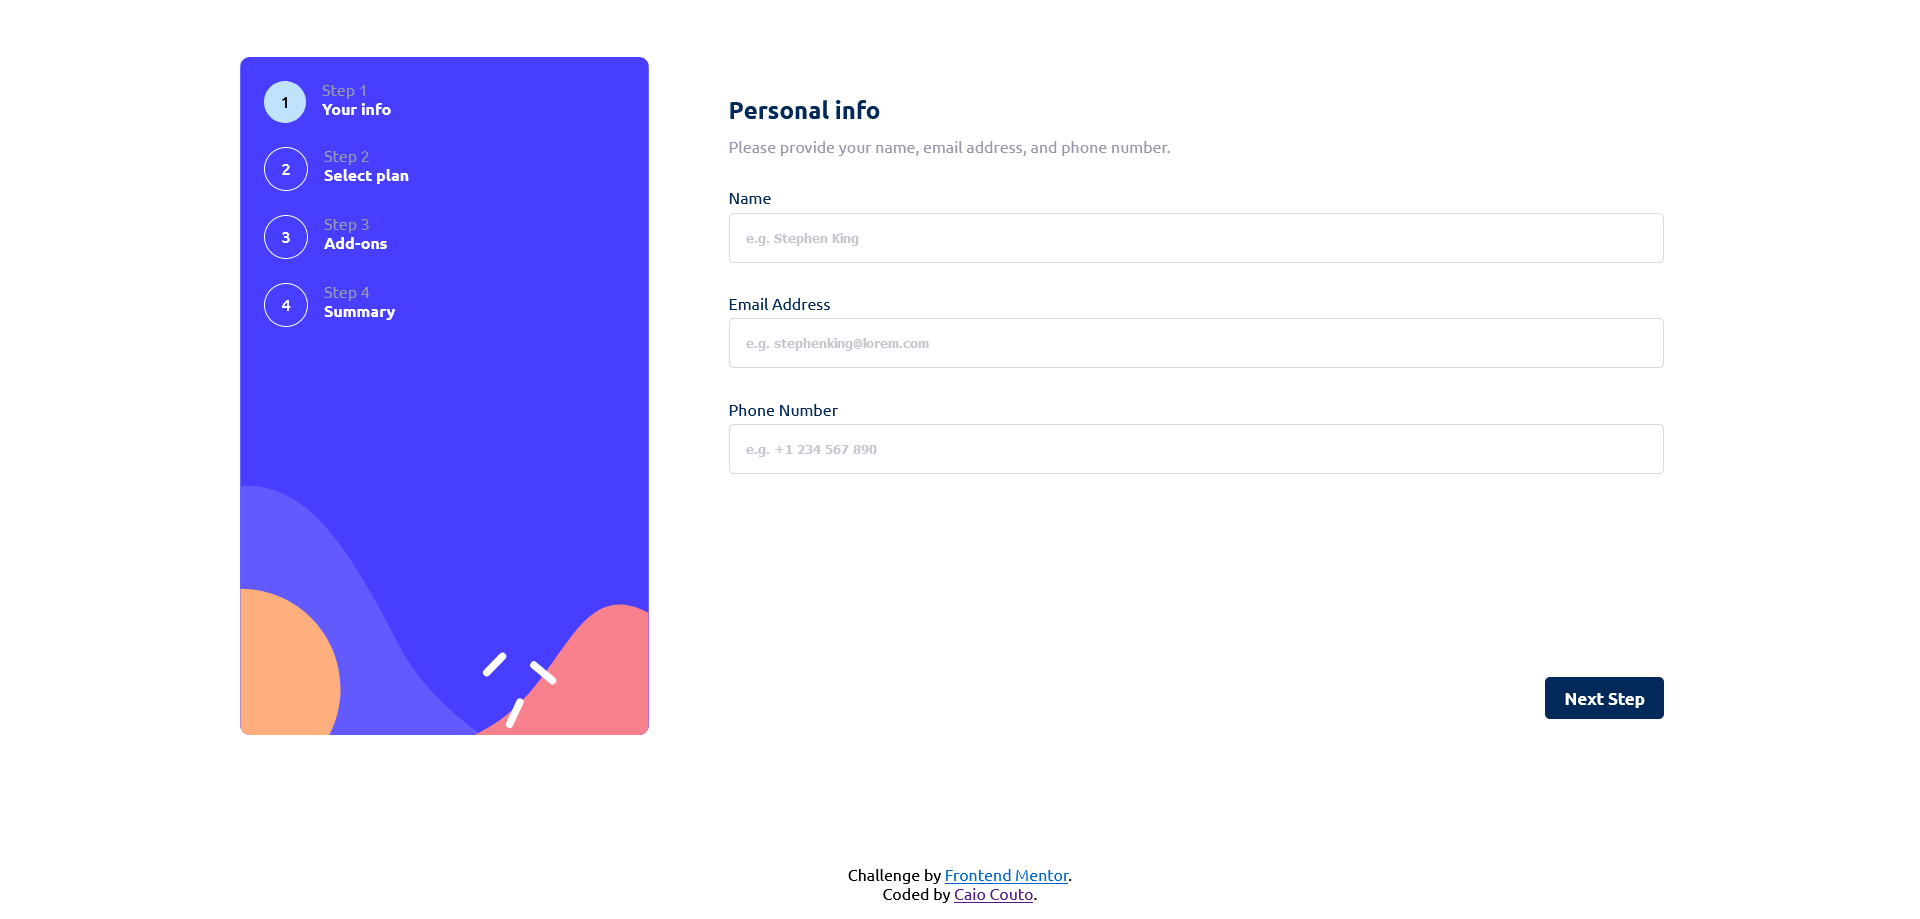 1
Step 1
Your info
2
Step 2
Select plan
3
Step 3
Add-ons
4
Step 4
Summary
Personal info
Please provide your name, email address, and phone number.
Name
e.g. Stephen King
Email Address
e.g. stephenking@lorem.com
Phone Number
e.g. +1 234 567 890
Next Step
Challenge by Frontend Mentor.
Coded by Caio Couto.